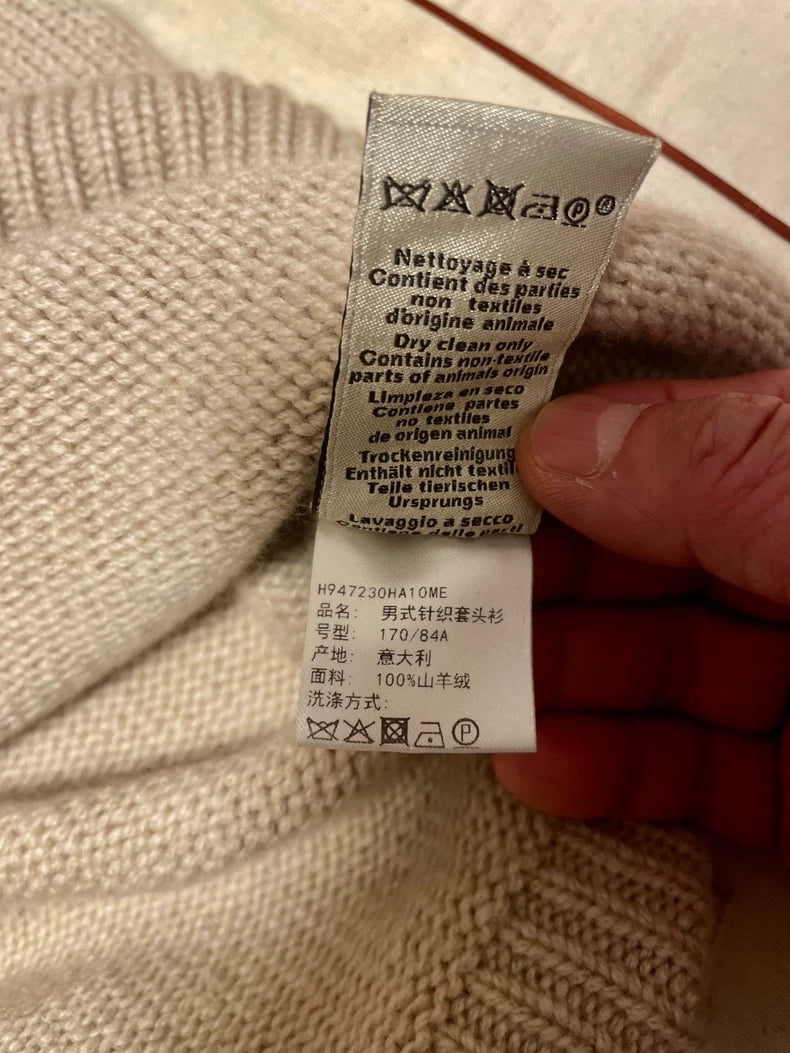 P
Nettoyage à sec
Contient des parties
non textiles
d'origine animale
Dry clean only
Contains non-textile
parts of animals origin
Limpieza en seco
Contiene partes
no textiles
de origen animal
Trockenreinigung
Enthält nicht
Teile tierischen
Ursprungs
Lavaggio a secco
Contiene delle parti
H947230HA10ME
品名: 男式针织套头衫
号型: 170/84A
产地: 意大利
面料: 100%山羊绒
洗涤方式:
P